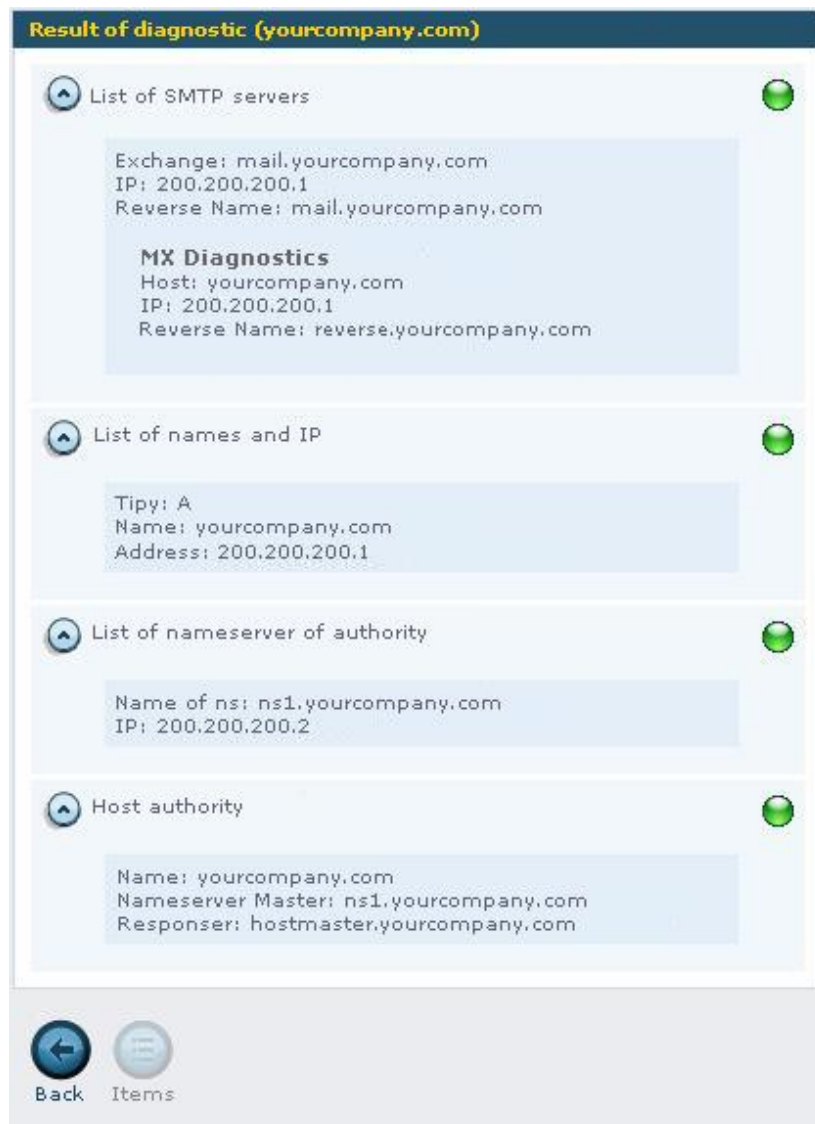 Result of diagnostic (yourcompany.com)
List of SMTP servers
Exchange: mail.yourcompany.com
IP: 200.200.200.1
Reverse Name: mail.yourcompany.com
MX Diagnostics
Host: yourcompany.com
IP: 200.200.200.1
Reverse Name: reverse.yourcompany.com
List of names and IP
Tipy: A
Name: yourcompany.com
Address: 200.200.200.1
List of nameserver of authority
Name of ns: ns1.yourcompany.com
IP: 200.200.200.2
Host authority
Name: yourcompany.com
Nameserver Master: ns1.yourcompany.com
Responser: hostmaster.yourcompany.com
Back Items